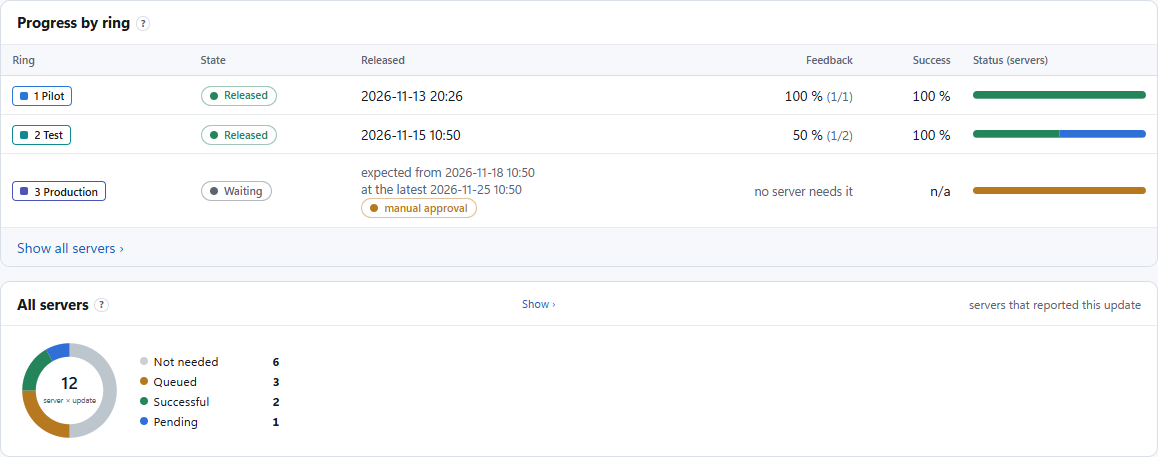 Progress by ring ?
Ring State Released Feedback Success Status (servers)
1 Pilot Released 2026-11-13 20:26 100 % (1/1) 100 %
2 Test Released 2026-11-15 10:50 50 % (1/2) 100 %
expected from 2026-11-18 10:50
3 Production Waiting at the latest 2026-11-25 10:50 no server needs it n/a
manual approval
Show all servers ›
All servers ? Show › servers that reported this update
12
server × update
Not needed 6
Queued 3
Successful 2
Pending 1